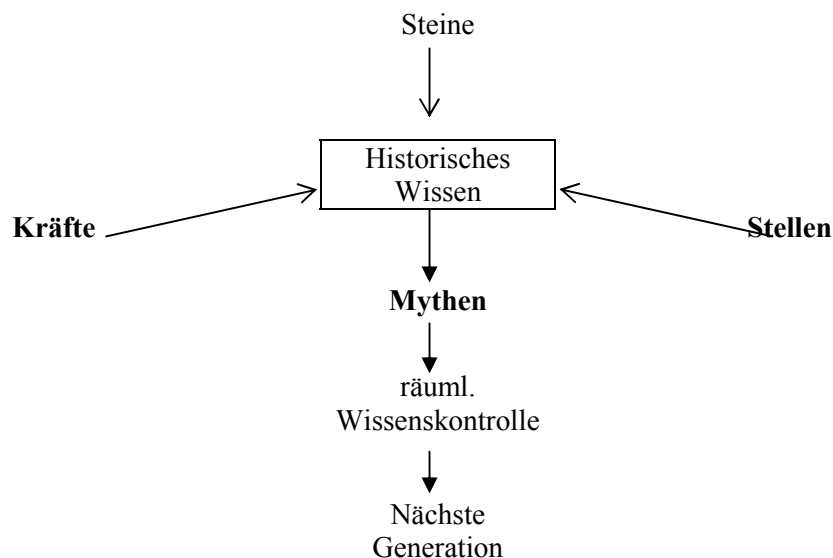 Steine
Historisches
Wissen
Kräfte
Stellen
Mythen
räuml.
Wissenskontrolle
Nächste
Generation